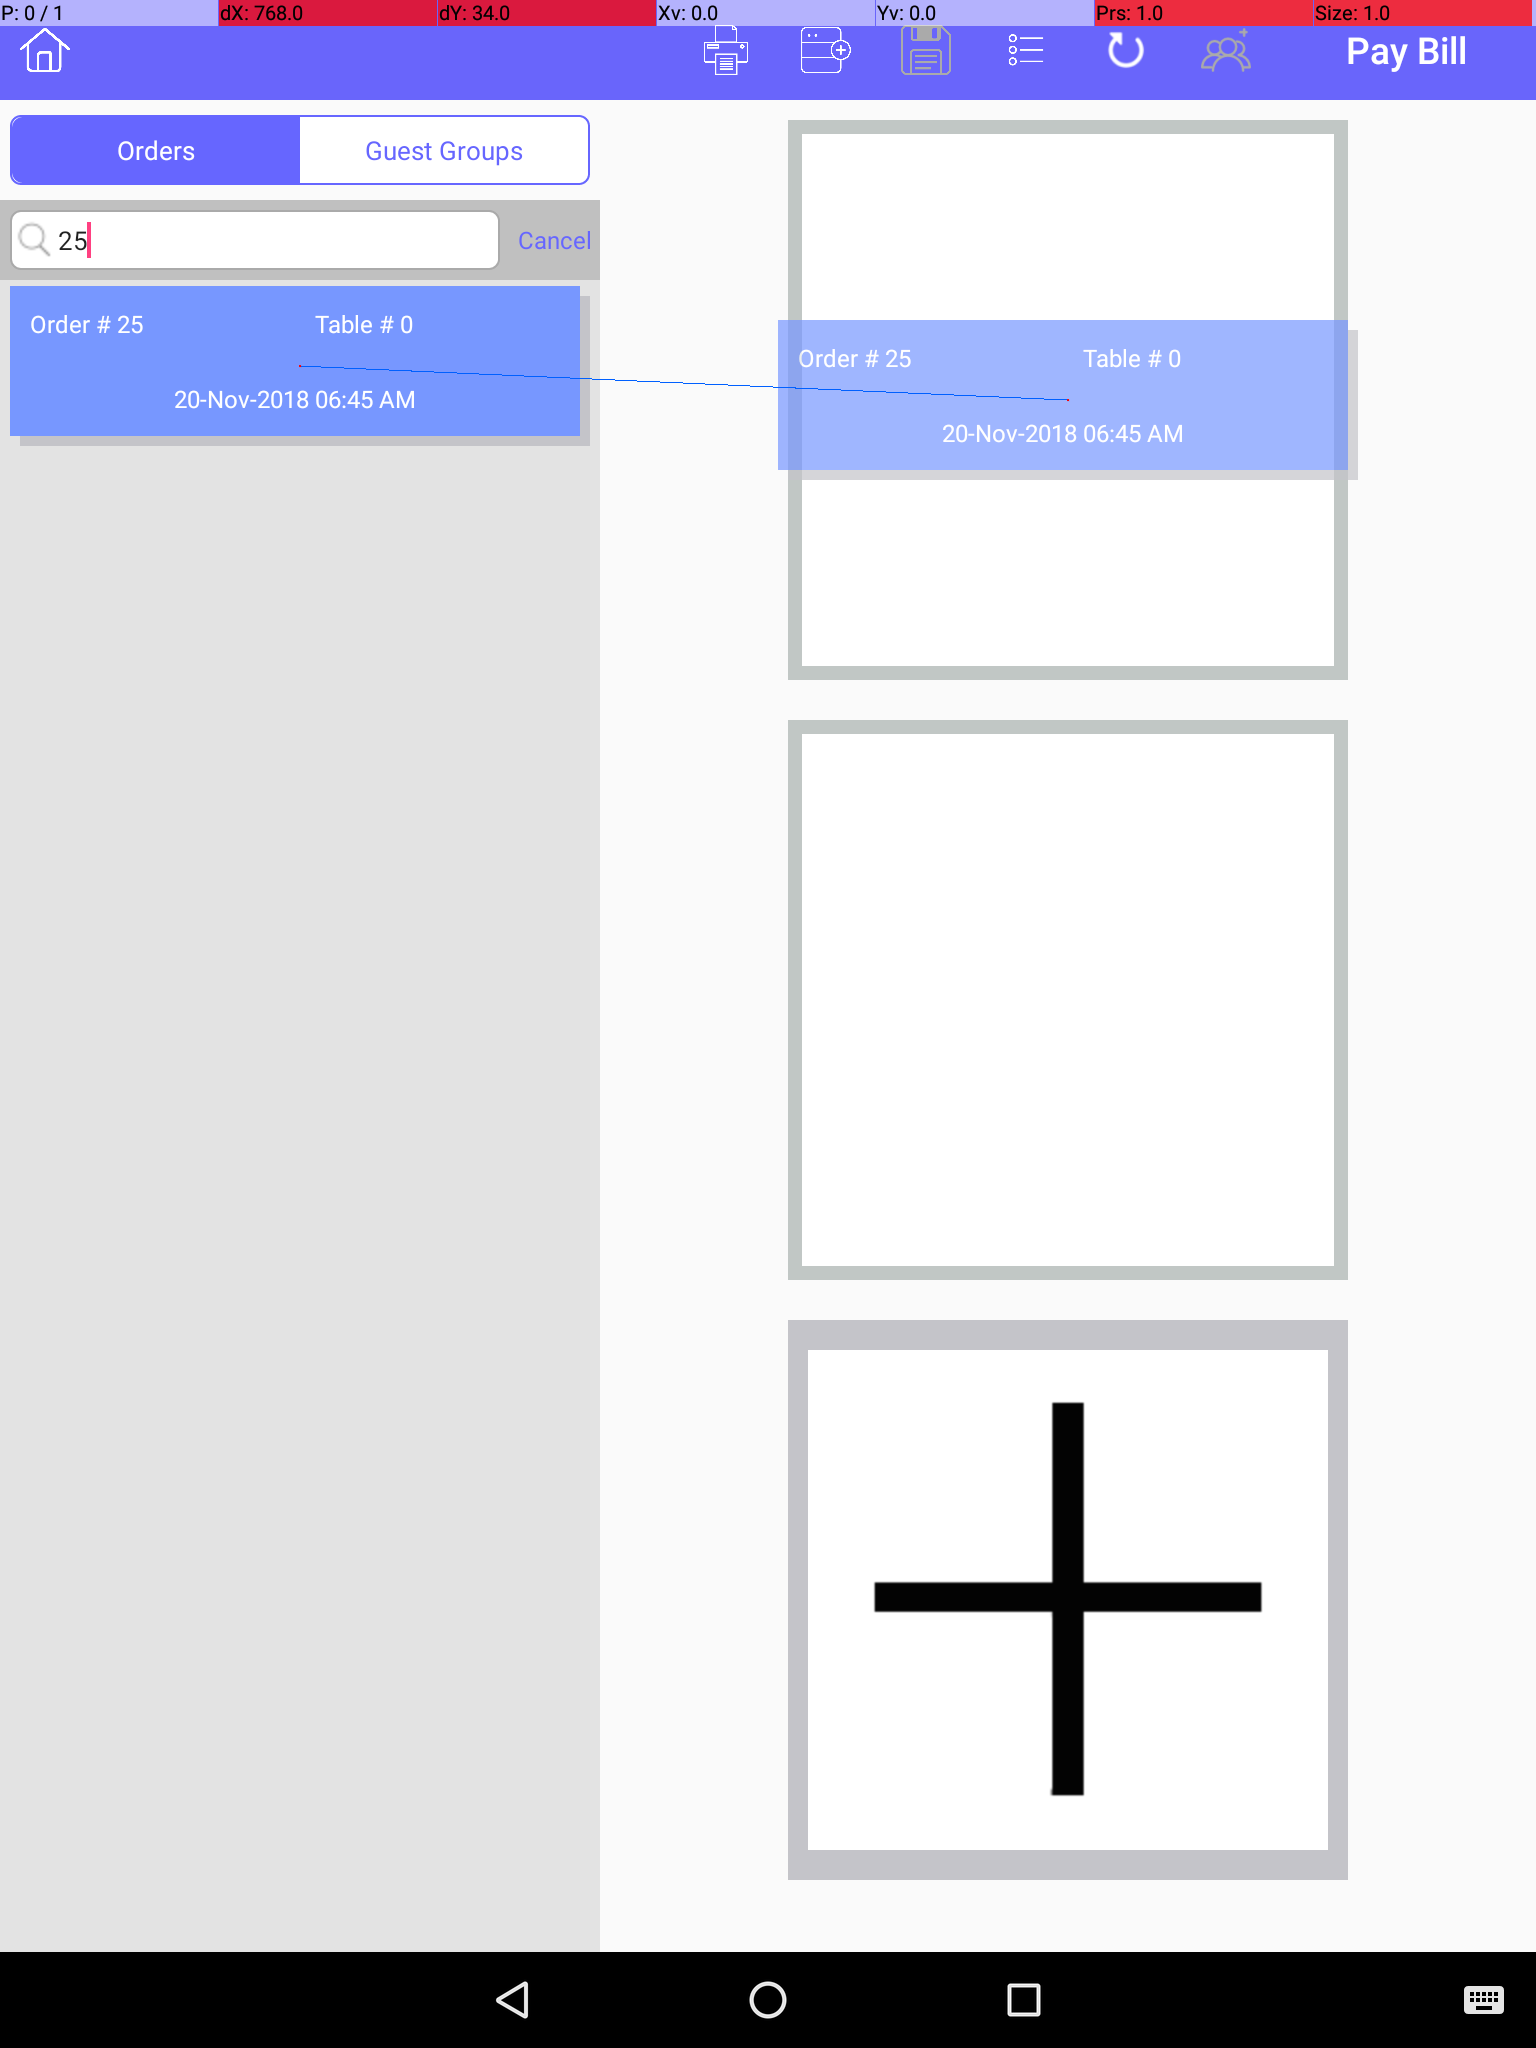 P: 0 / 1 dX: 768.0 dY: 34.0 Xv: 0.0 Yv: 0.0 Prs: 1.0 Size: 1.0
Pay Bill
Orders Guest Groups
25 Cancel
Order # 25 Table # 0
20-Nov-2018 06:45 AM
Order # 25 Table # 0
20-Nov-2018 06:45 AM